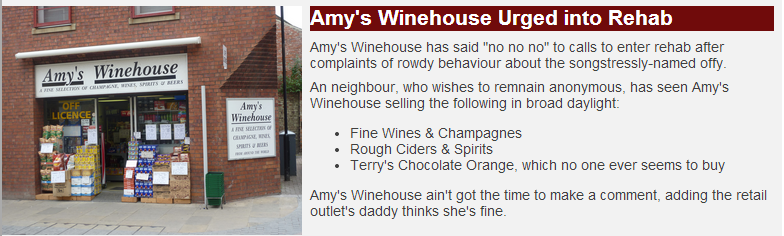 Amy's Winehouse
A FINE SELECTION OF CHAMPAGNE, WINES, SPIRITS & BEERS
OFF
LICENCE
Amy's
Winehouse
A FINE SELECTION OF
CHAMPAGNE, WINES,
SPIRITS & BEERS
FROM AROUND THE WORLD
Amy's Winehouse Urged into Rehab
Amy's Winehouse has said "no no no" to calls to enter rehab after
complaints of rowdy behaviour about the songstressly-named offy.
An neighbour, who wishes to remnain anonymous, has seen Amy's
Winehouse selling the following in broad daylight:
• Fine Wines & Champagnes
• Rough Ciders & Spirits
• Terry's Chocolate Orange, which no one ever seems to buy
Amy's Winehouse ain't got the time to make a comment, adding the retail
outlet's daddy thinks she's fine.